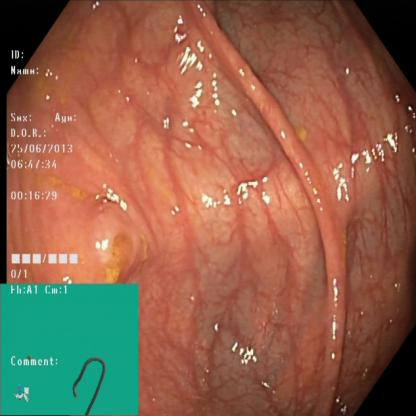 ID:
Name:
Sex: Age:
D.O.B.:
25/06/2013
06:47:34
00:16:29
■■■/■■■
0/1
Eh:A1 Cm:1
Comment: